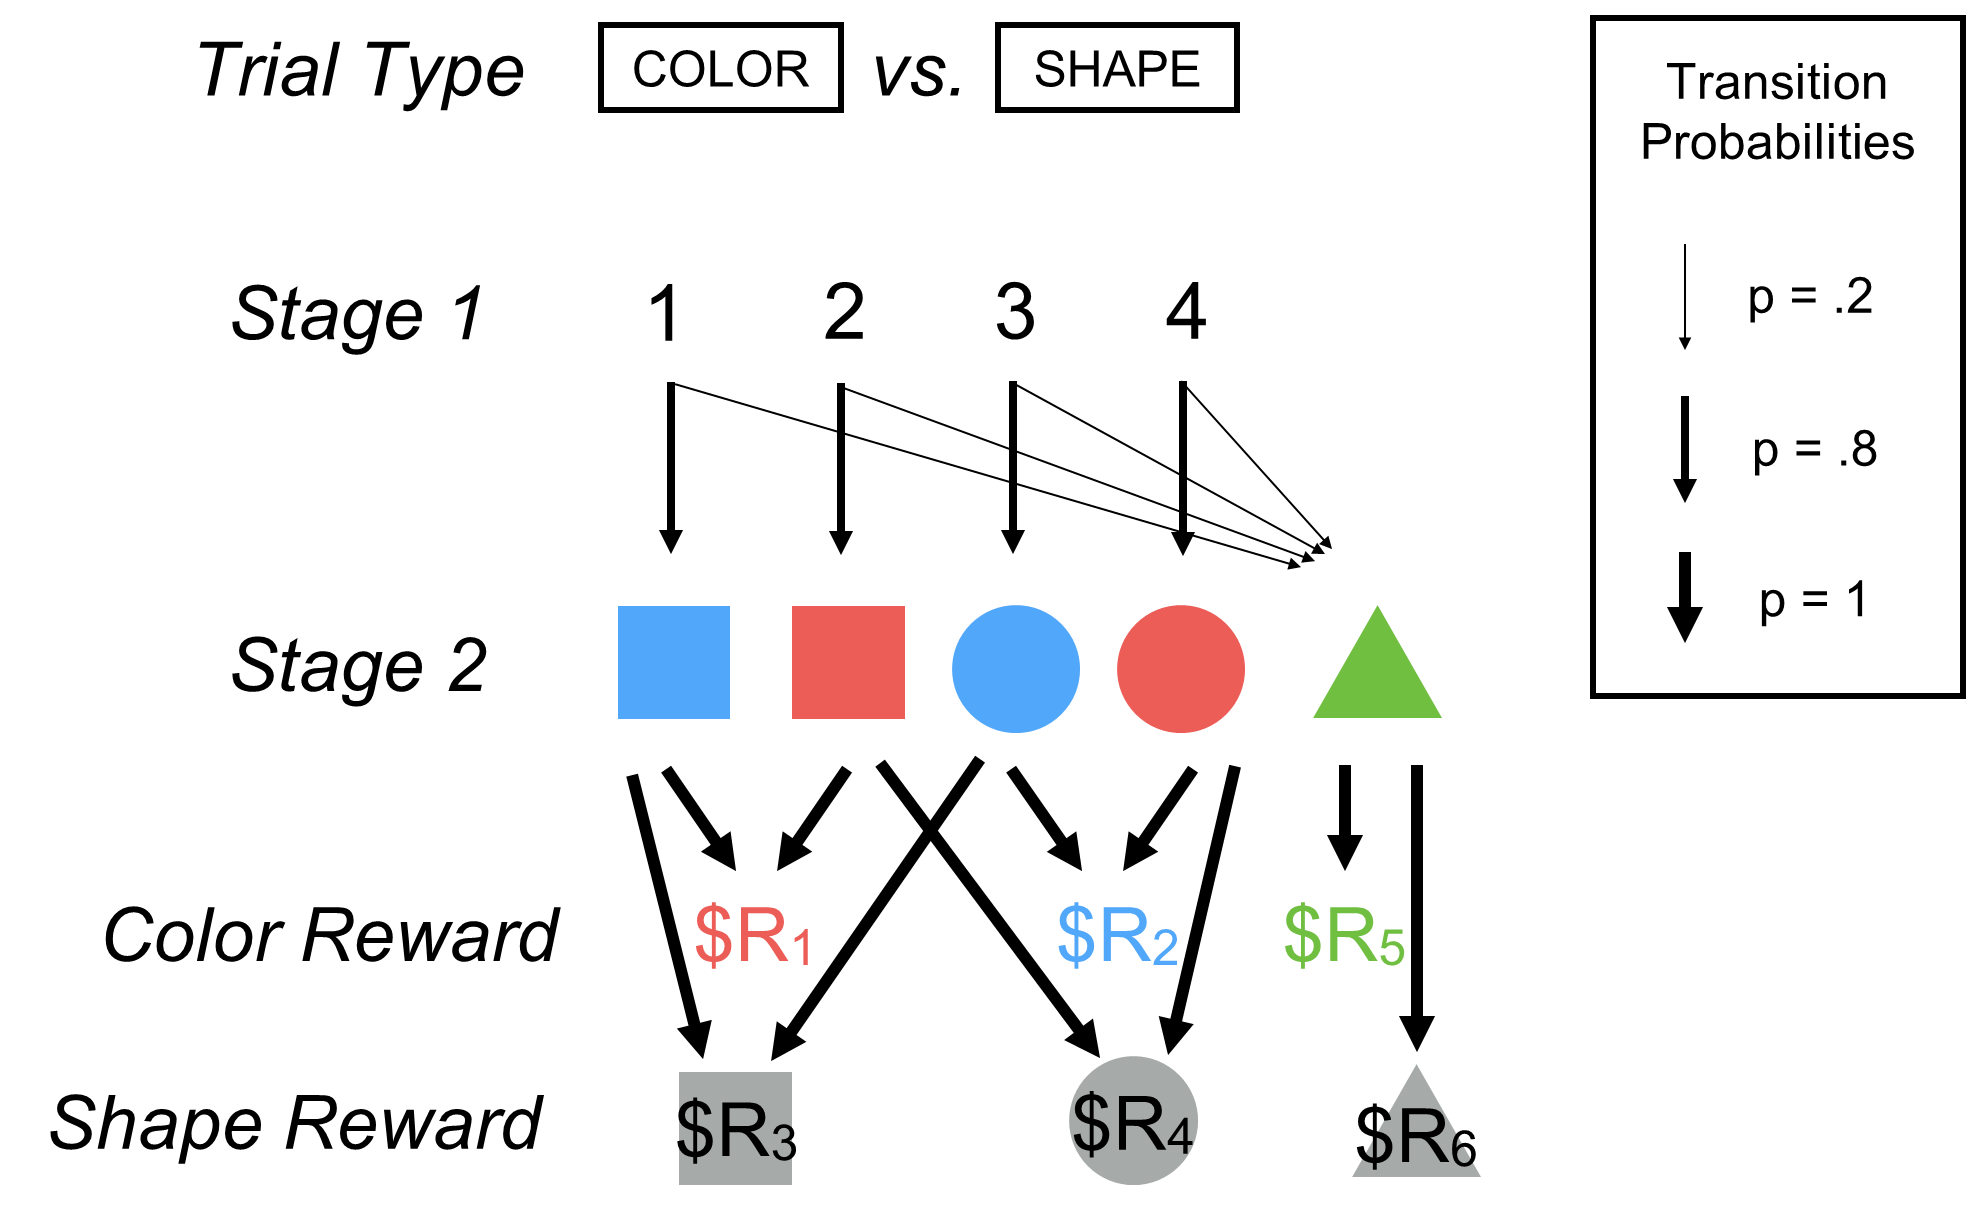 Trial Type COLOR vs. SHAPE
Transition
Probabilities
p = .2
p = .8
p = 1
Stage 1 1 2 3 4
Stage 2
Color Reward $R1 $R2 $R5
Shape Reward $R3 $R4 $R6